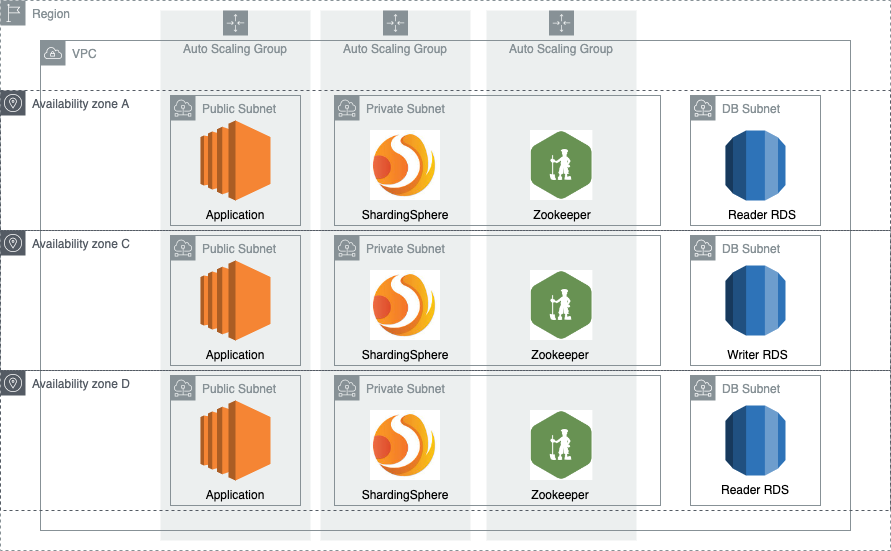 Region
Auto Scaling Group
Auto Scaling Group
Auto Scaling Group
VPC
Availability zone A
Public Subnet
Private Subnet
DB Subnet
Application
ShardingSphere
Zookeeper
Reader RDS
Availability zone C
Public Subnet
Private Subnet
DB Subnet
Application
ShardingSphere
Zookeeper
Writer RDS
Availability zone D
Public Subnet
Private Subnet
DB Subnet
Application
ShardingSphere
Zookeeper
Reader RDS